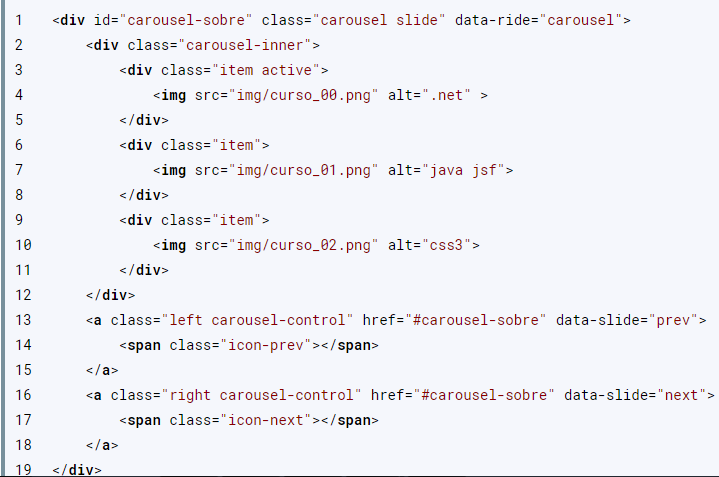 1 <div id="carousel-sobre" class="carousel slide" data-ride="carousel">
2 <div class="carousel-inner">
3 <div class="item active">
4 <img src="img/curso_00.png" alt=".net" >
5 </div>
6 <div class="item">
7 <img src="img/curso_01.png" alt="java jsf">
8 </div>
9 <div class="item">
10 <img src="img/curso_02.png" alt="css3">
11 </div>
12 </div>
13 <a class="left carousel-control" href="#carousel-sobre" data-slide="prev">
14 <span class="icon-prev"></span>
15 </a>
16 <a class="right carousel-control" href="#carousel-sobre" data-slide="next">
17 <span class="icon-next"></span>
18 </a>
19 </div>